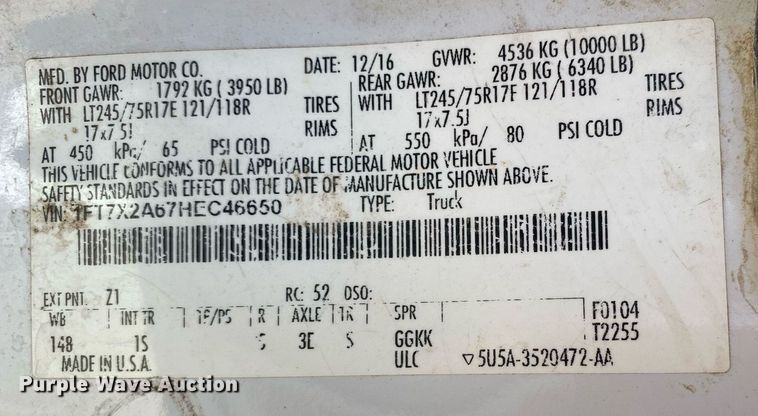 MFD. BY FORD MOTOR CO. DATE: 12/16 GVWR: 4536 KG (10000 LB)
FRONT GAWR: 1792 KG (3950 LB) REAR GAWR: 2876 KG (6340 LB)
WITH LT245/75R17E 121/118R TIRES WITH LT245/75R17E 121/118R TIRES
17x7.5J RIMS 17x7.5J RIMS
AT 450 kPa/ 65 PSI COLD AT 550 kPa/ 80 PSI COLD
THIS VEHICLE CONFORMS TO ALL APPLICABLE FEDERAL MOTOR VEHICLE
SAFETY STANDARDS IN EFFECT ON THE DATE OF MANUFACTURE SHOWN ABOVE.
VIN: 1FT7X2A67HEC46650 TYPE: Truck
EXT PNT: Z1 RC: 52 DSO:
WB INT TR TP/PS R AXLE TR SPR F0104
148 1S 5 3E S GGKK T2255
MADE IN U.S.A. ULC ▽5U5A-3520472-AA
Purple Wave Auction